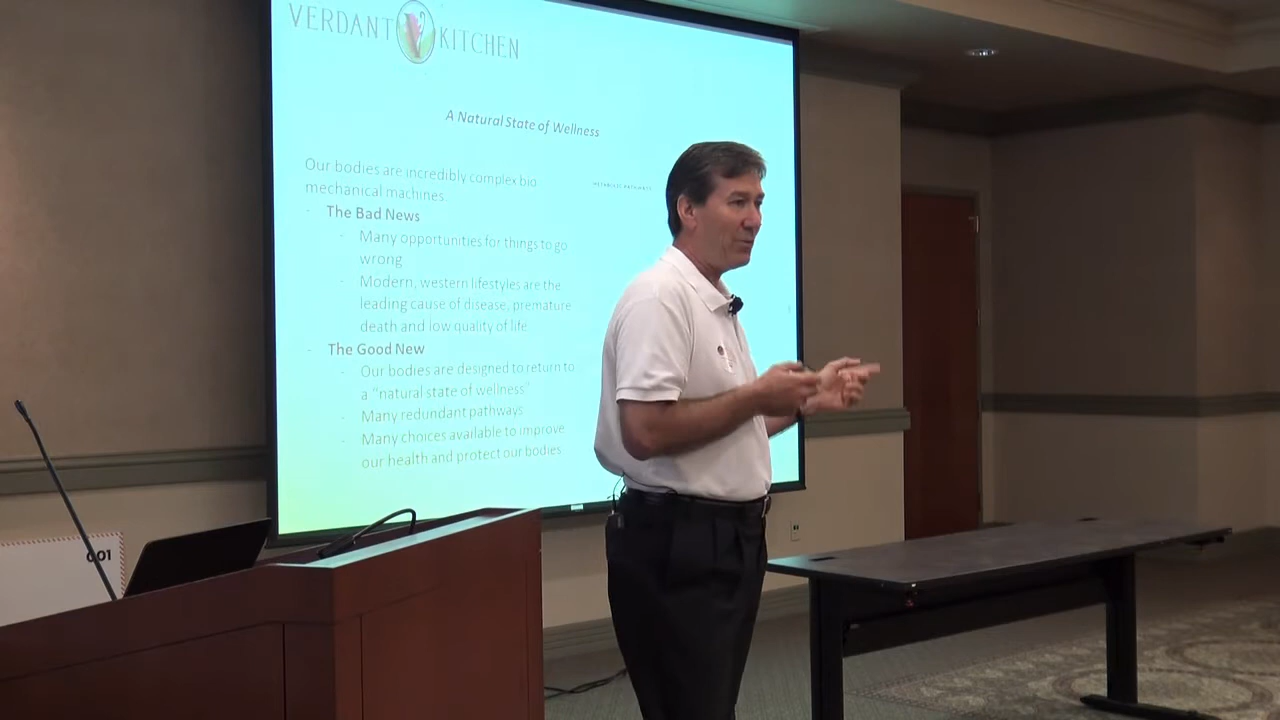 VERDANT KITCHEN
A Natural State of Wellness
Our bodies are incredibly complex bio
mechanical machines.
METABOLIC PATHWAYS
- The Bad News
- Many opportunities for things to go
wrong
- Modern, western lifestyles are the
leading cause of disease, premature
death and low quality of life
- The Good New
- Our bodies are designed to return to
a "natural state of wellness"
- Many redundant pathways
- Many choices available to improve
our health and protect our bodies
001